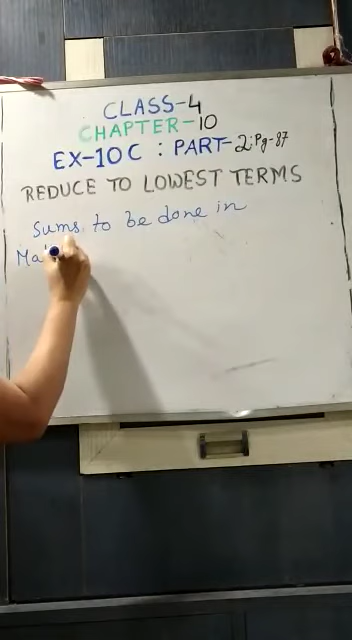 CLASS-4
CHAPTER-10
EX-10C : PART-2; Pg-87
REDUCE TO LOWEST TERMS
Sums to be done in
Ma